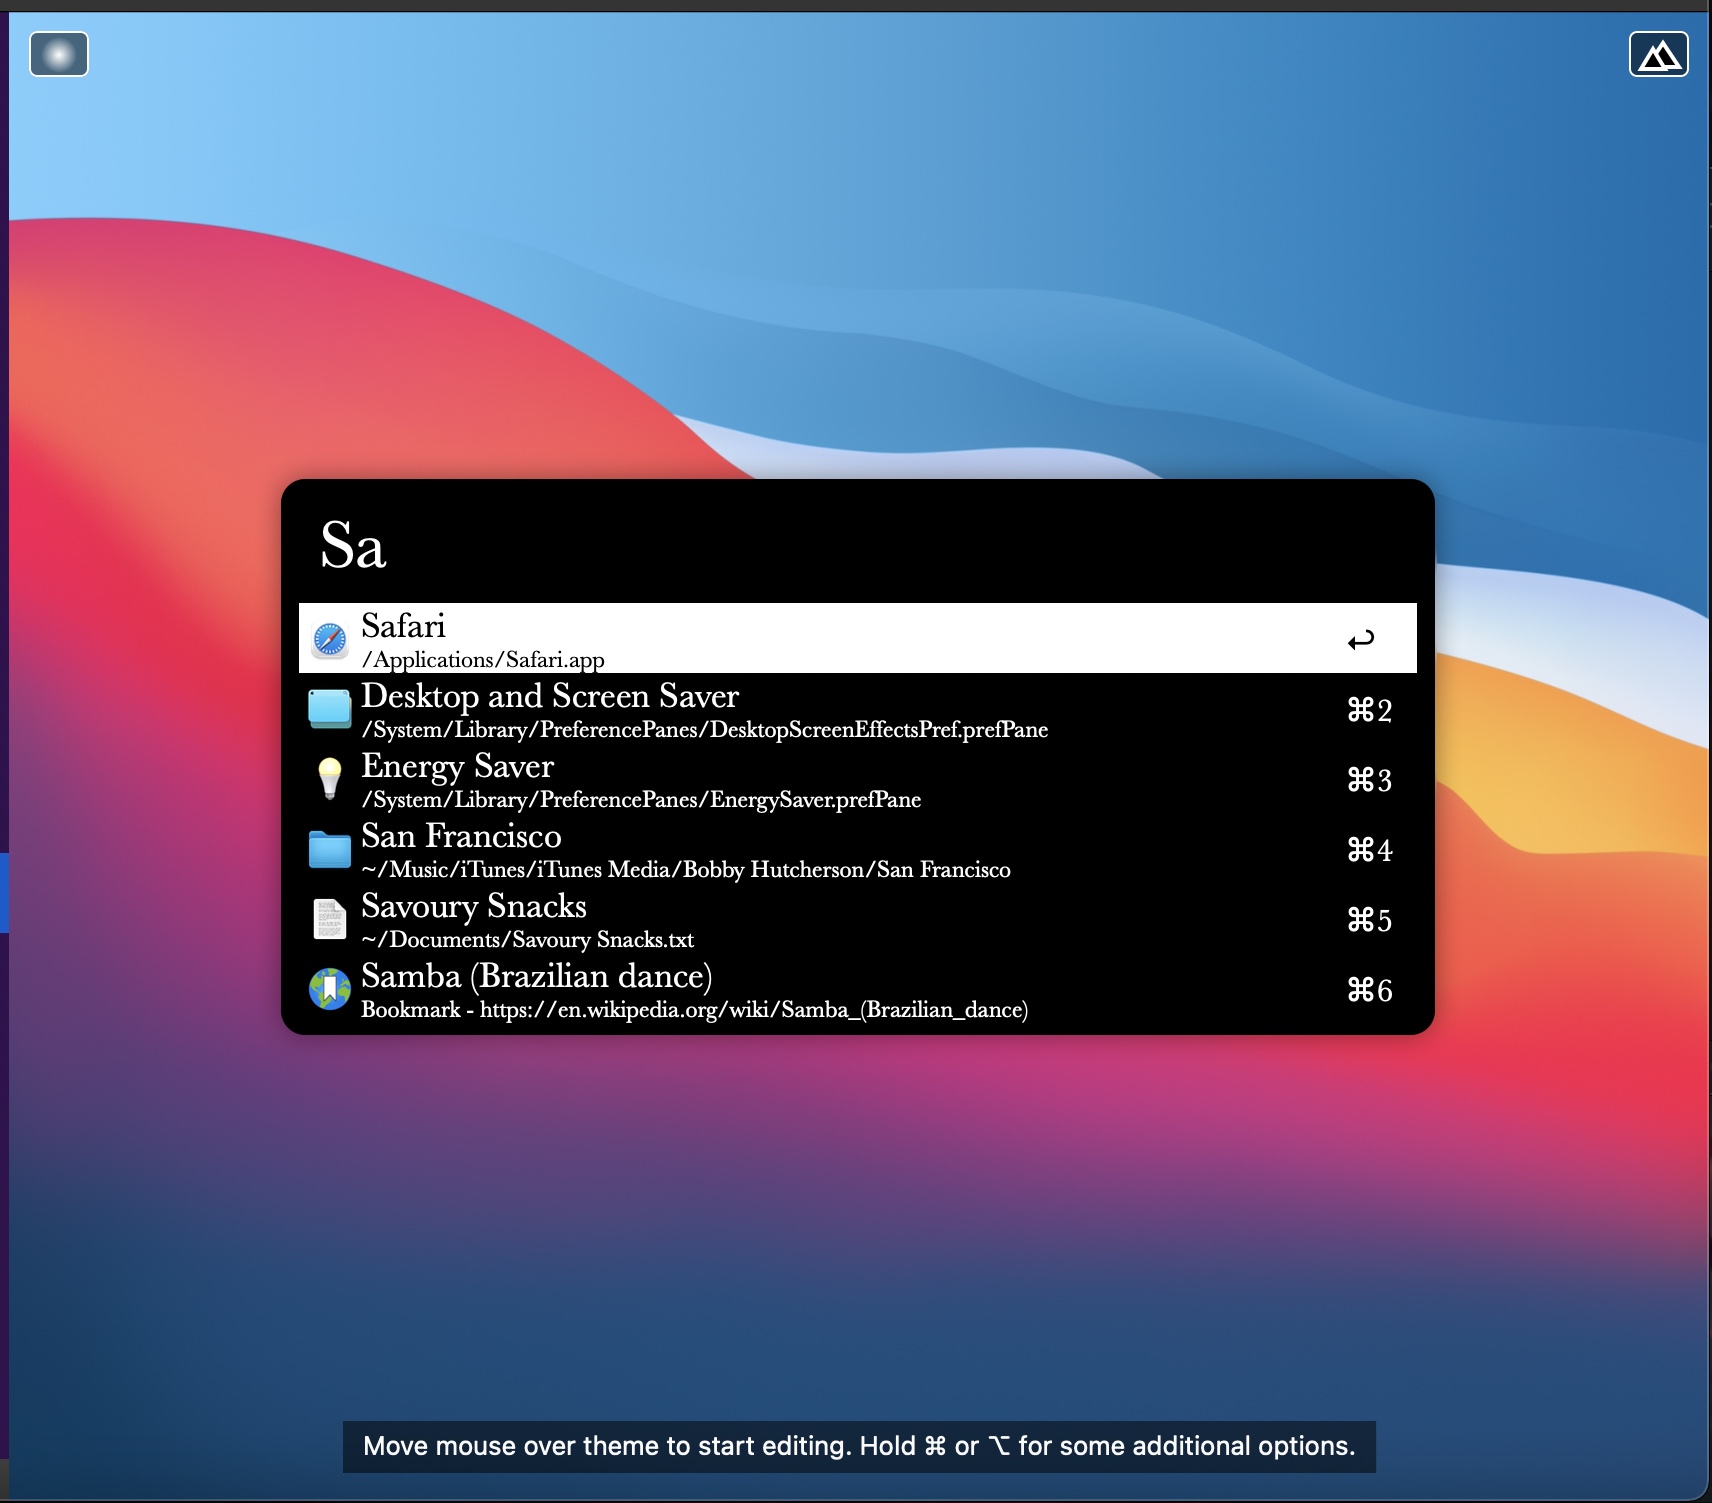 Sa
Safari
/Applications/Safari.app
↩
Desktop and Screen Saver
/System/Library/PreferencePanes/DesktopScreenEffectsPref.prefPane
⌘2
Energy Saver
/System/Library/PreferencePanes/EnergySaver.prefPane
⌘3
San Francisco
~/Music/iTunes/iTunes Media/Bobby Hutcherson/San Francisco
⌘4
Savoury Snacks
~/Documents/Savoury Snacks.txt
⌘5
Samba (Brazilian dance)
Bookmark - https://en.wikipedia.org/wiki/Samba_(Brazilian_dance)
⌘6
Move mouse over theme to start editing. Hold ⌘ or ⌥ for some additional options.